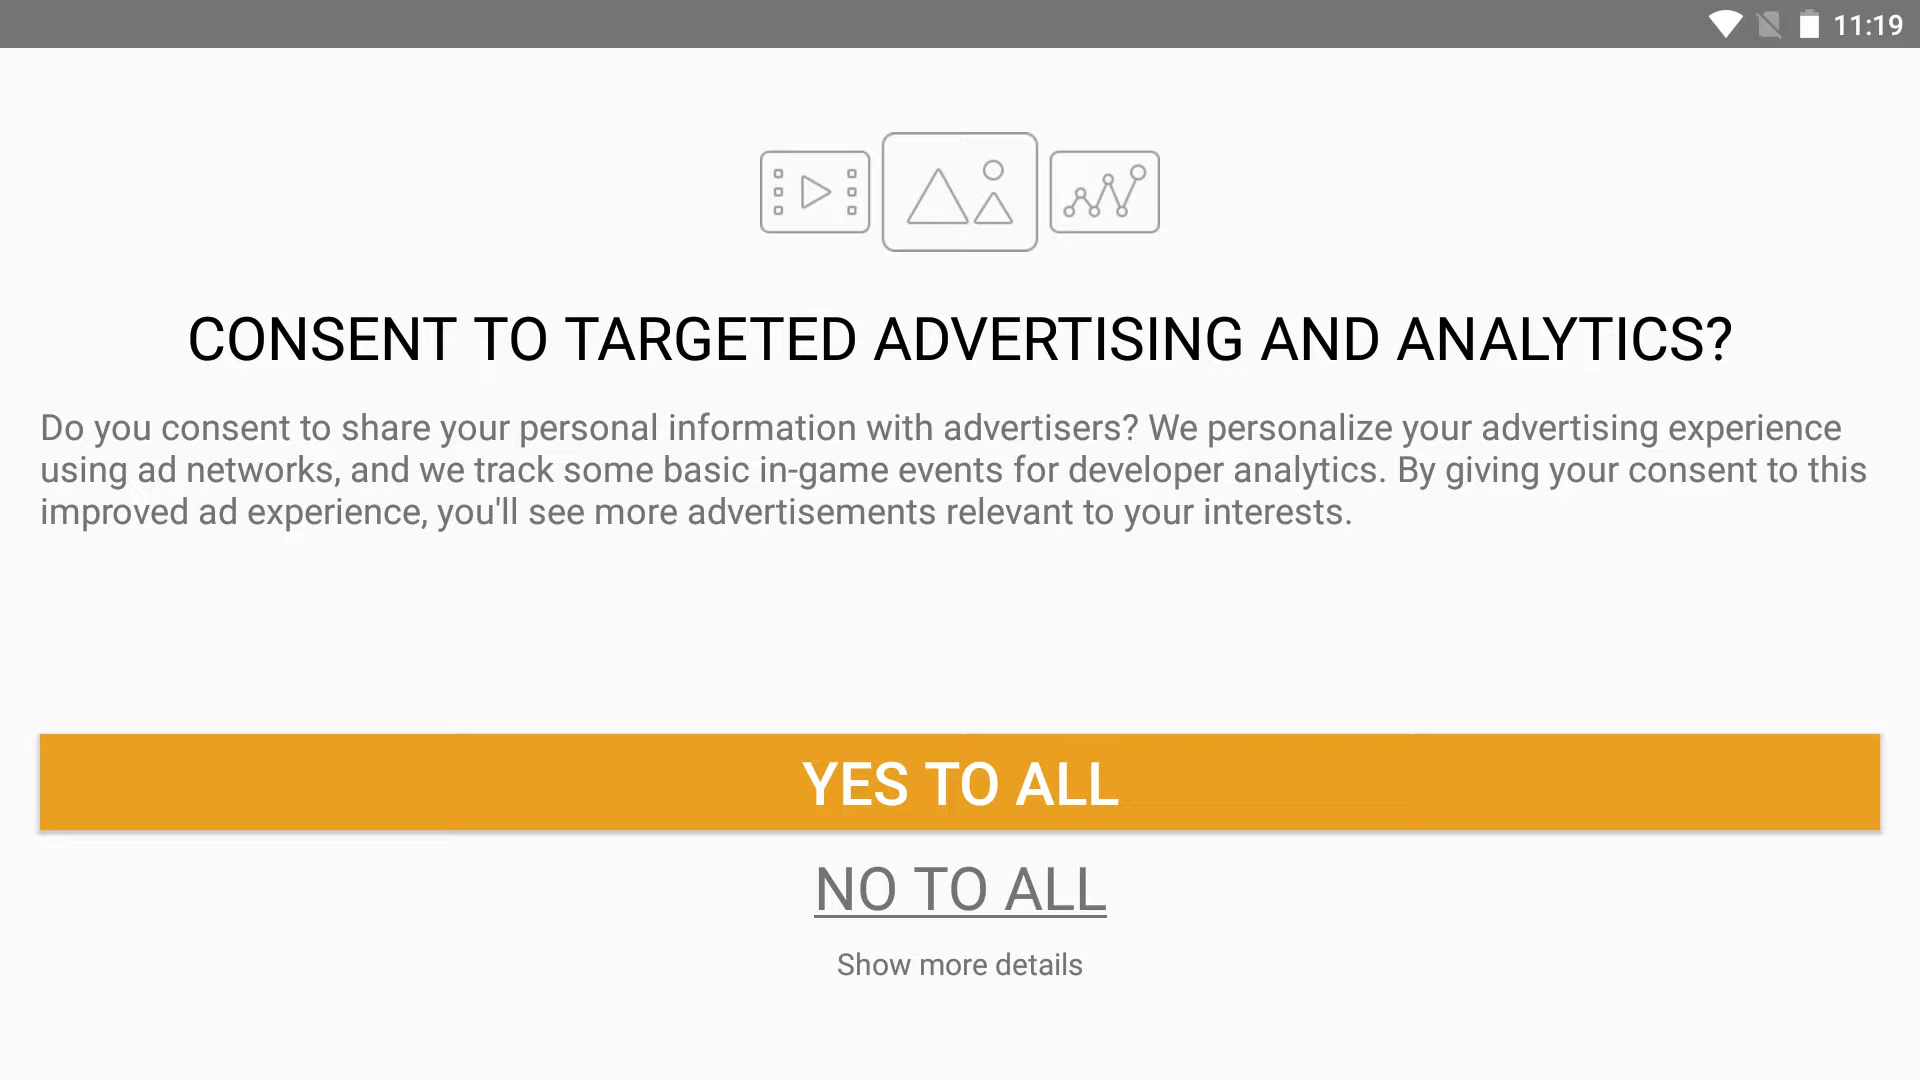 11:19
CONSENT TO TARGETED ADVERTISING AND ANALYTICS?
Do you consent to share your personal information with advertisers? We personalize your advertising experience
using ad networks, and we track some basic in-game events for developer analytics. By giving your consent to this
improved ad experience, you'll see more advertisements relevant to your interests.
YES TO ALL
NO TO ALL
Show more details